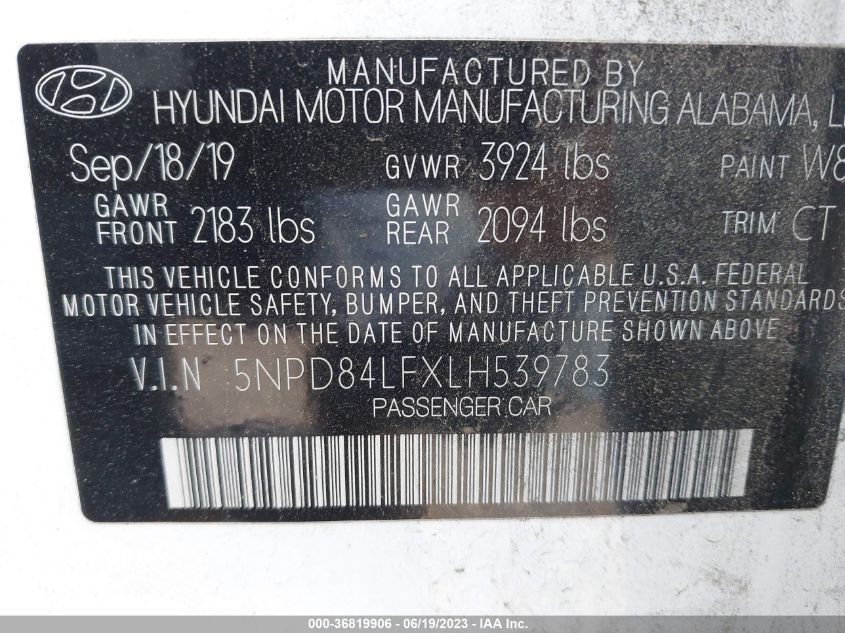 MANUFACTURED BY
HYUNDAI MOTOR MANUFACTURING ALABAMA, L
Sep/18/19 GVWR 3924 lbs PAINT W8
GAWR FRONT 2183 lbs GAWR REAR 2094 lbs TRIM CT
THIS VEHICLE CONFORMS TO ALL APPLICABLE U.S.A. FEDERAL
MOTOR VEHICLE SAFETY, BUMPER, AND THEFT PREVENTION STANDARDS
IN EFFECT ON THE DATE OF MANUFACTURE SHOWN ABOVE
V.I.N 5NPD84LFXLH539783
PASSENGER CAR
000-36819906 - 06/19/2023 - IAAI.com